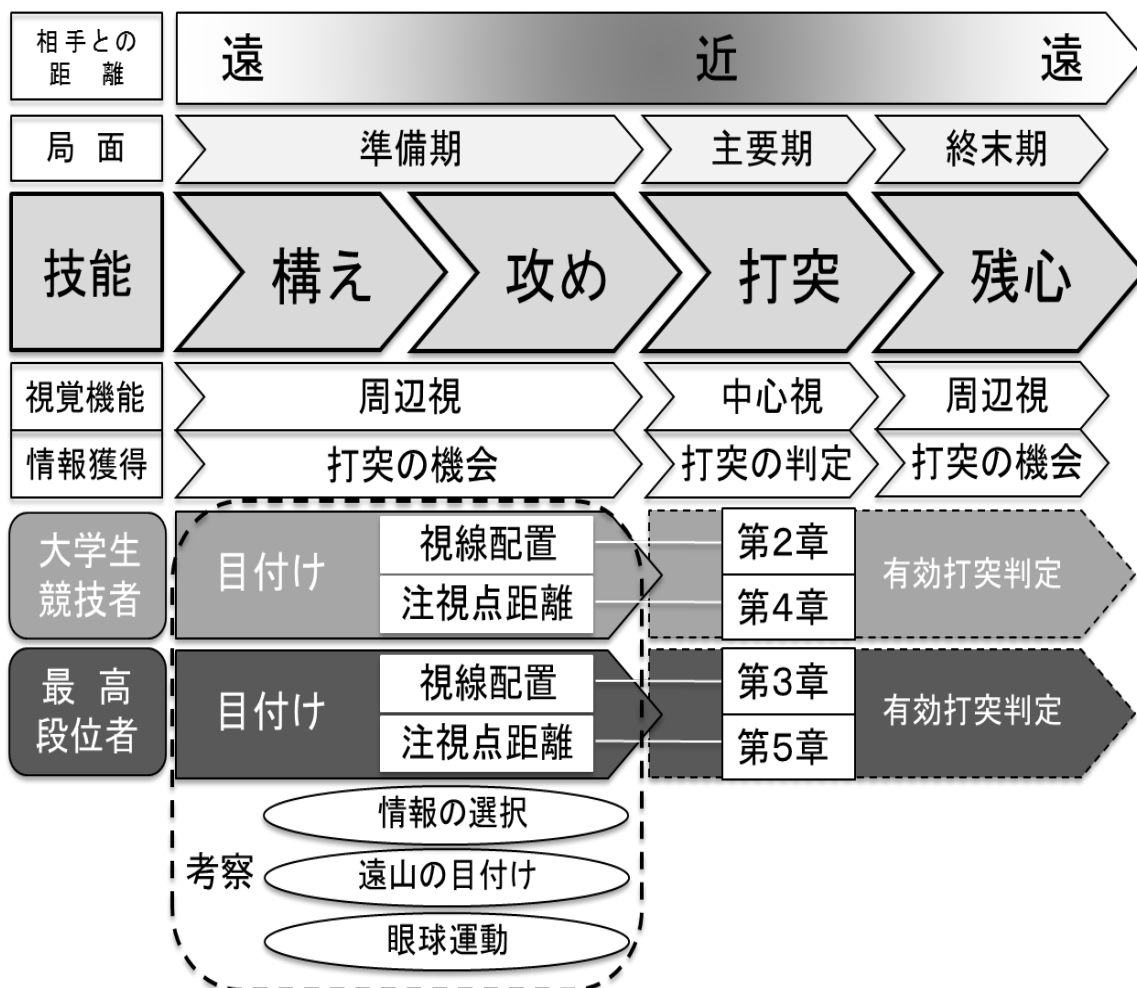 相手との
距　離
遠
近
遠
局　面
準備期
主要期
終末期
技能
構え
攻め
打突
残心
視覚機能
周辺視
中心視
周辺視
情報獲得
打突の機会
打突の判定
打突の機会
大学生
競技者
目付け
視線配置
注視点距離
第2章
第4章
有効打突判定
最　高
段位者
目付け
視線配置
注視点距離
第3章
第5章
有効打突判定
考察
情報の選択
遠山の目付け
眼球運動